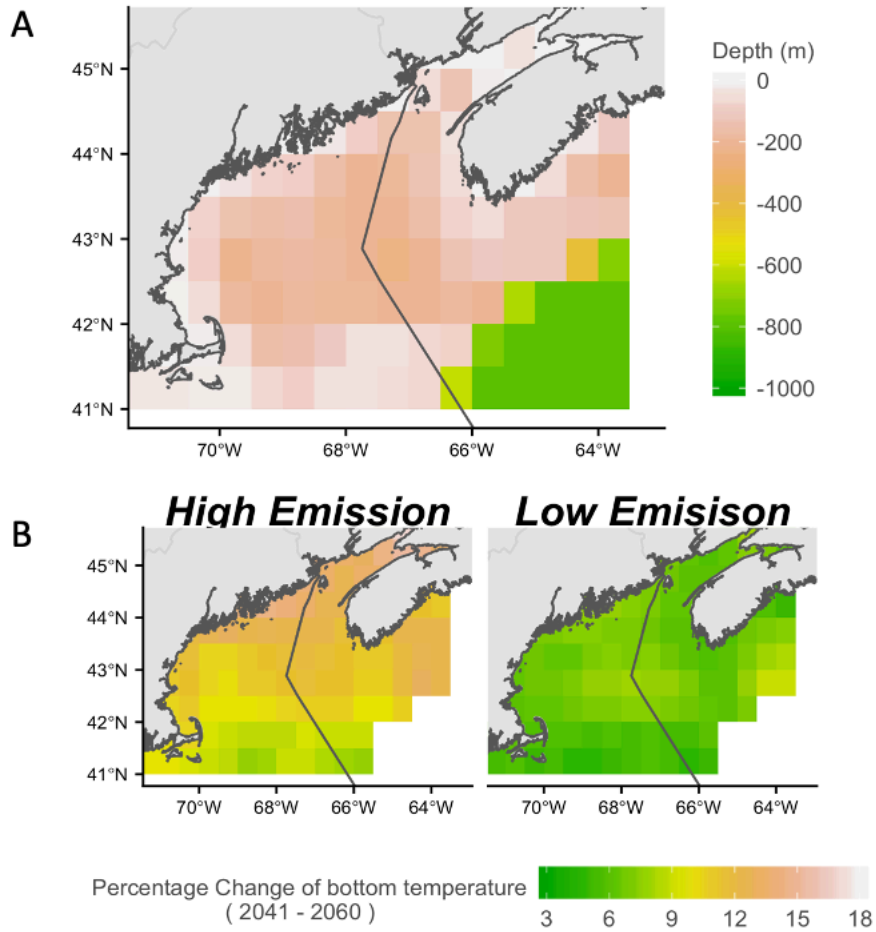 A
Depth (m)
45°N
44°N
43°N
42°N
41°N
0
-200
-400
-600
-800
-1000
70°W 68°W 66°W 64°W
B
High Emission Low Emisison
45°N
44°N
43°N
42°N
41°N
70°W 68°W 66°W 64°W 70°W 68°W 66°W 64°W
Percentage Change of bottom temperature
( 2041 - 2060 )
3 6 9 12 15 18